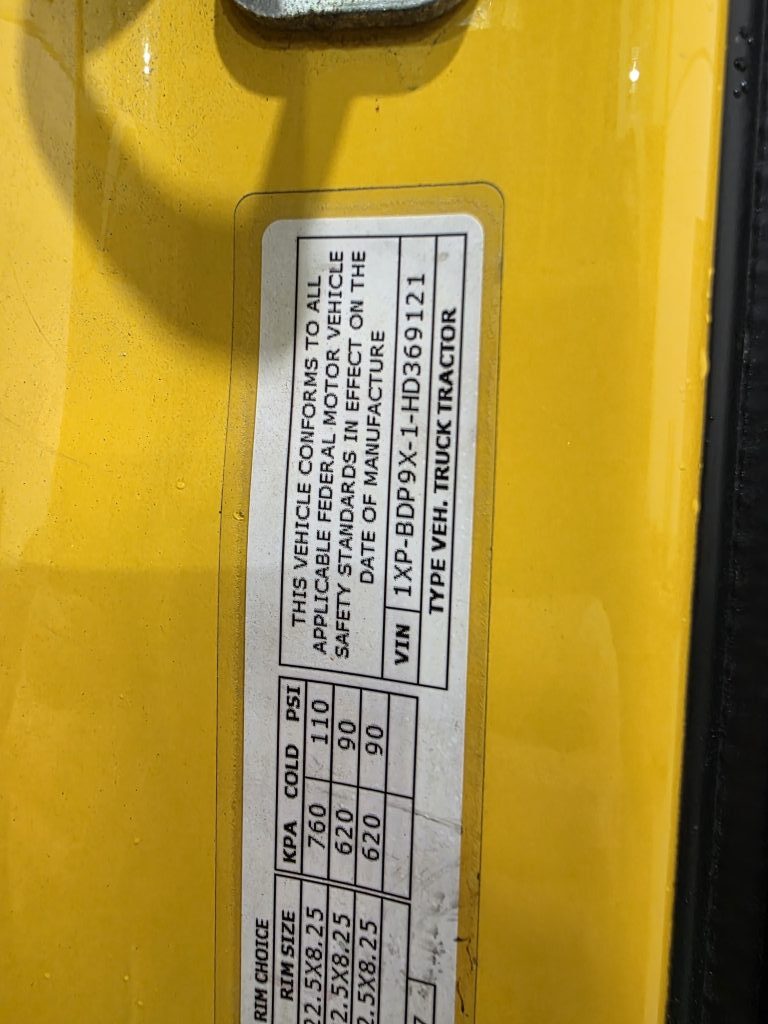 RIM CHOICE
RIM SIZE KPA COLD PSI
22.5X8.25 760 110
2.5X8.25 620 90
2.5X8.25 620 90
THIS VEHICLE CONFORMS TO ALL
APPLICABLE FEDERAL MOTOR VEHICLE
SAFETY STANDARDS IN EFFECT ON THE
DATE OF MANUFACTURE
VIN 1XP-BDP9X-1-HD369121
TYPE VEH. TRUCK TRACTOR